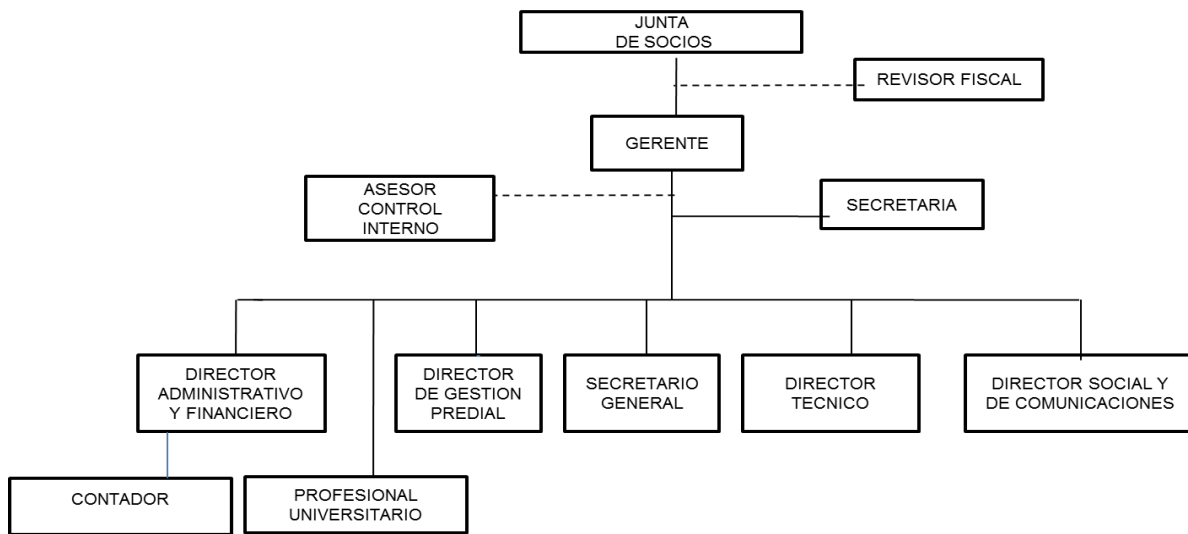 JUNTA
DE SOCIOS
REVISOR FISCAL
GERENTE
ASESOR
CONTROL
INTERNO
SECRETARIA
DIRECTOR
ADMINISTRATIVO
Y FINANCIERO
DIRECTOR
DE GESTION
PREDIAL
SECRETARIO
GENERAL
DIRECTOR
TECNICO
DIRECTOR SOCIAL Y
DE COMUNICACIONES
CONTADOR
PROFESIONAL
UNIVERSITARIO